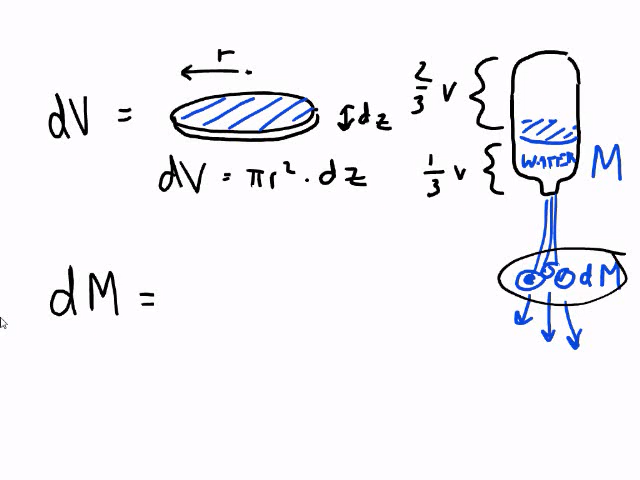 r
dV =
dz
2/3 V
dV = πr² · dz
1/3 V
WATER
M
dM
dM =